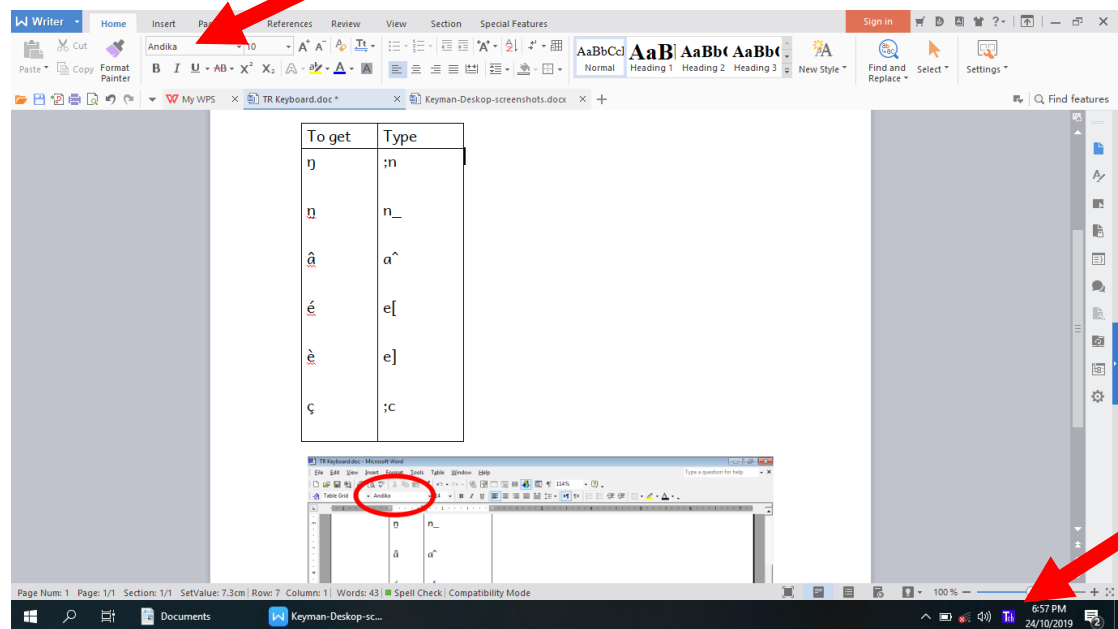 Writer Home Insert References Review View Section Special Features Sign in
Cut Andika 10
Paste Copy Format Painter AaBbCcI AaB AaBb( AaBb(
Normal Heading 1 Heading 2 Heading 3 New Style Find and Replace Select Settings
My WPS TR Keyboard.doc * Keyman-Deskop-screenshots.docx Find features
To get Type
ŋ ;n
n̲ n_
â a^
é e[
è e]
ç ;c
TR Keyboard.doc - Microsoft Word
File Edit View Insert Format Tools Table Window Help Type a question for help
114%
Table Grid Andika 14
n̲ n_
â a^
Page Num: 1 Page: 1/1 Section: 1/1 SetValue: 7.3cm Row: 7 Column: 1 Words: 43 Spell Check Compatibility Mode 100 %
Documents Keyman-Deskop-sc... 6:57 PM
24/10/2019